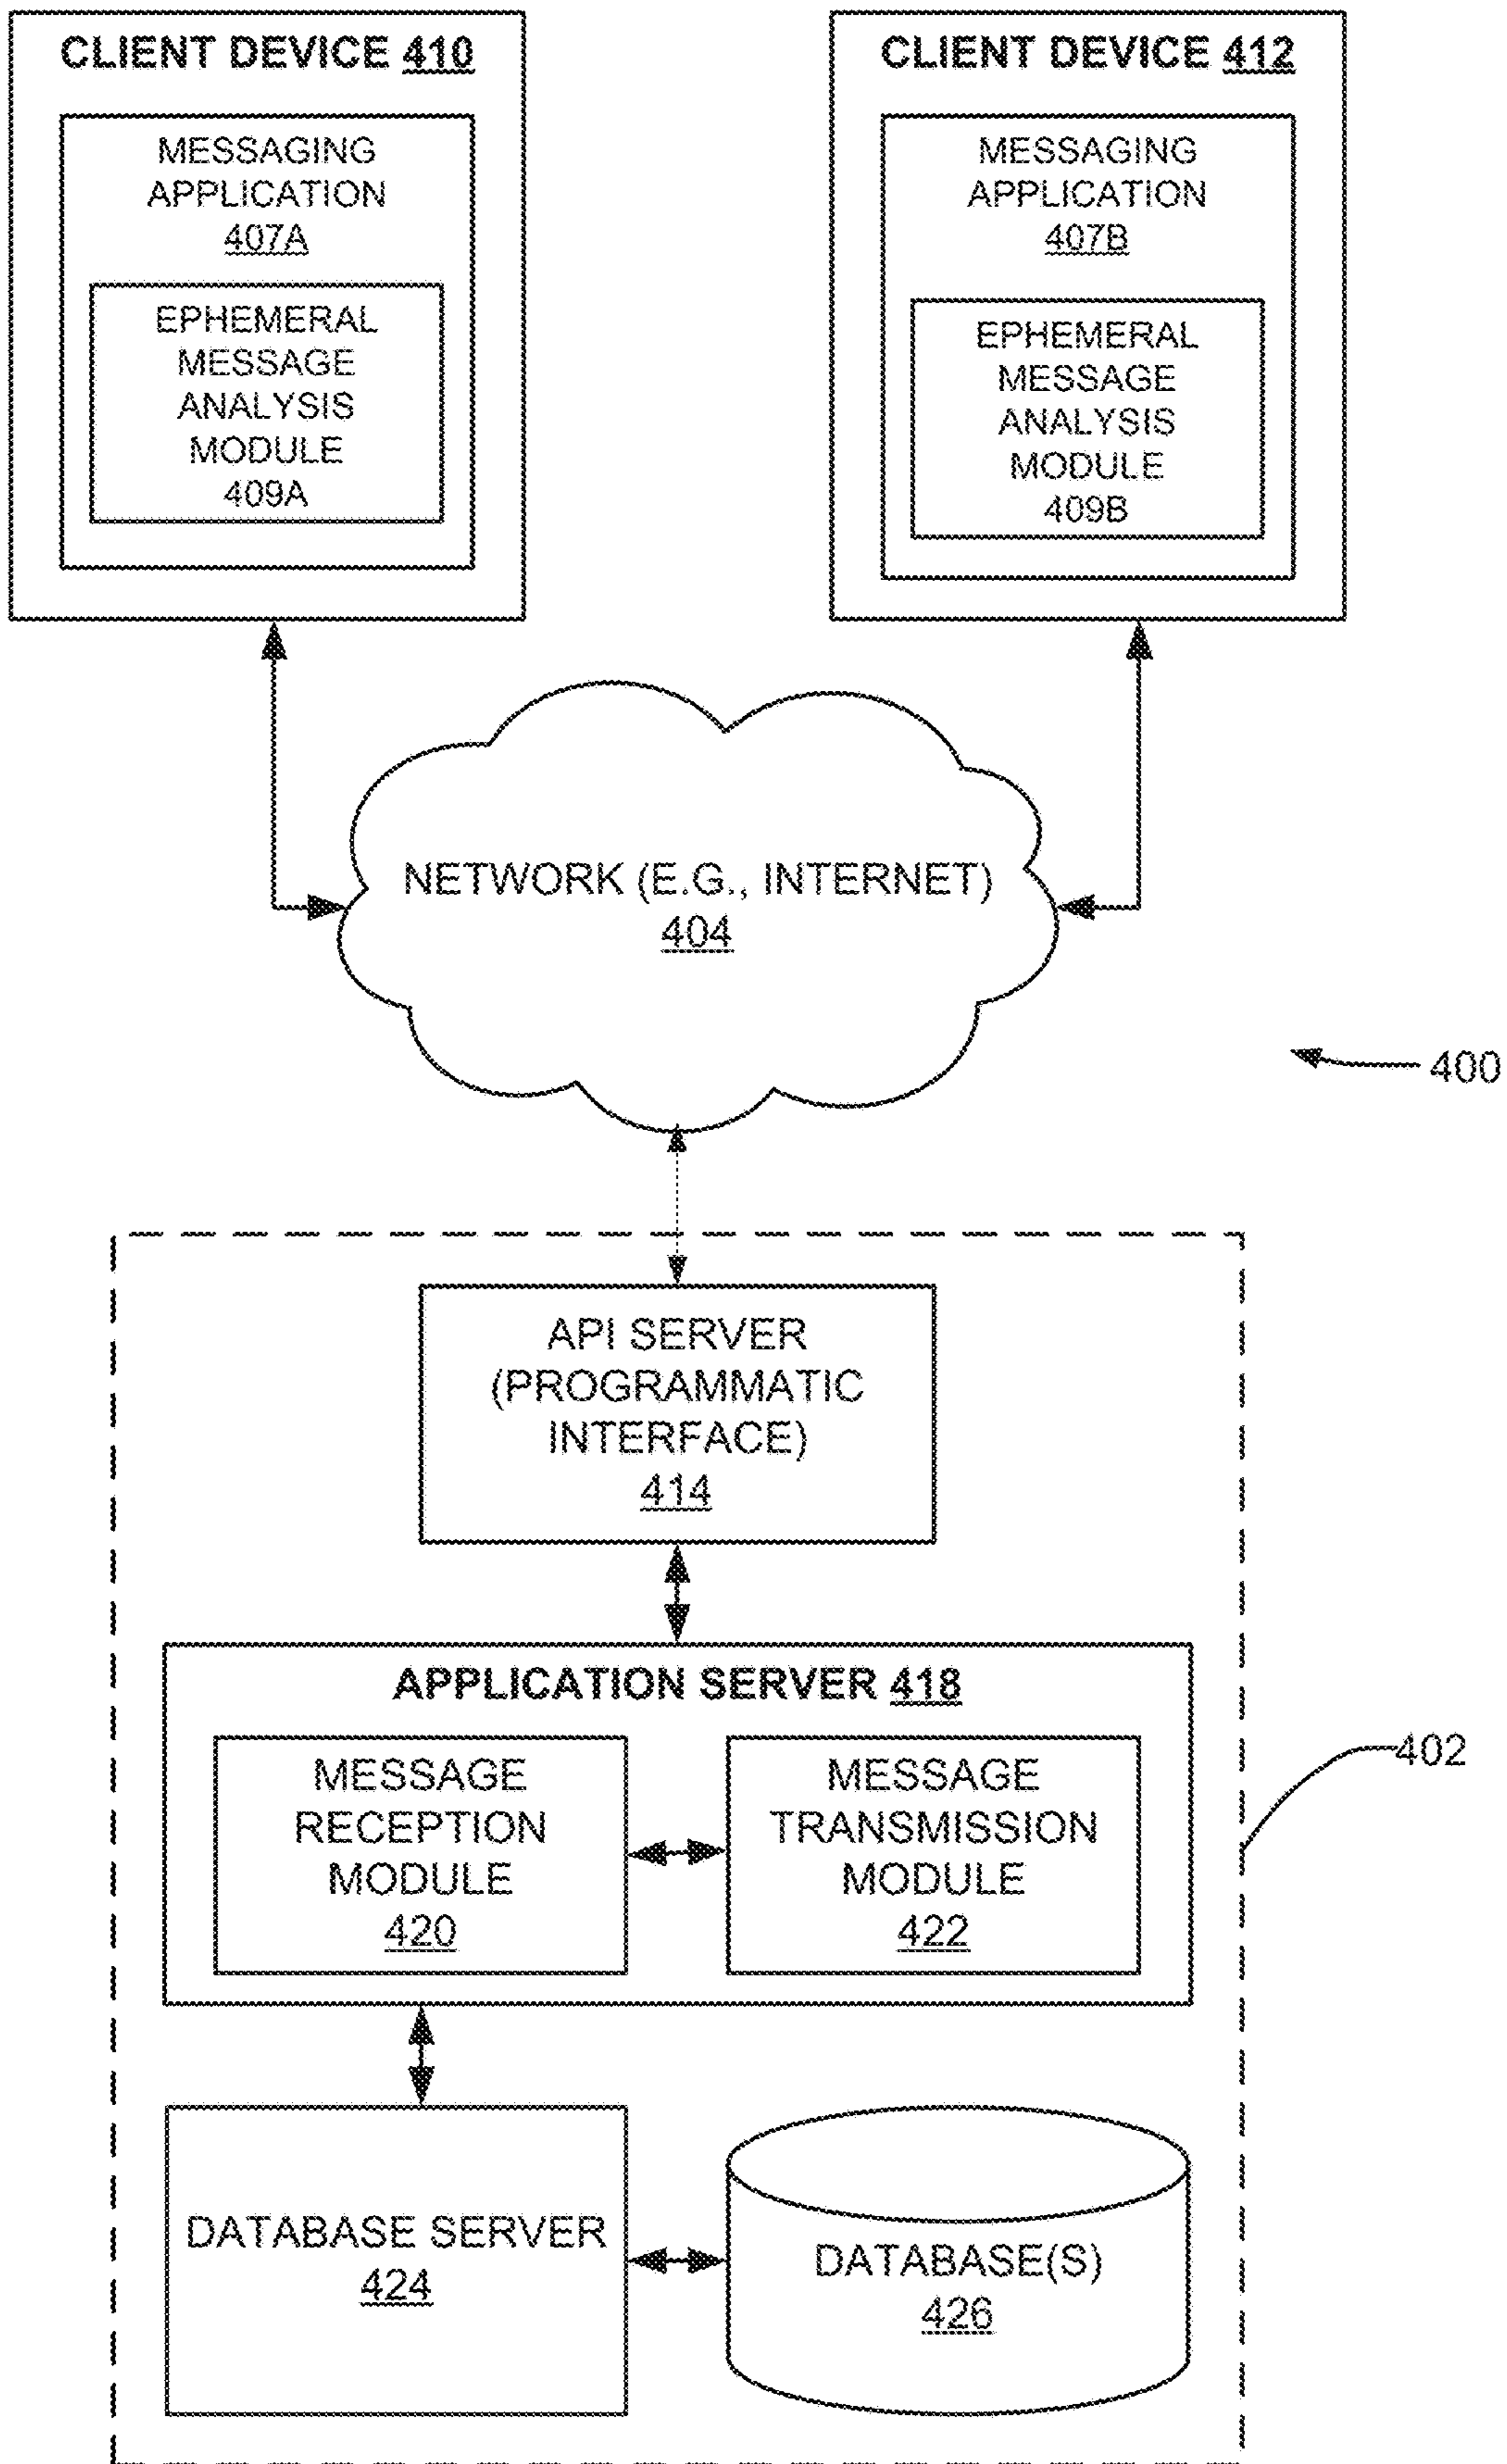 CLIENT DEVICE 410
MESSAGING
APPLICATION
407A
EPHEMERAL
MESSAGE
ANALYSIS
MODULE
409A
CLIENT DEVICE 412
MESSAGING
APPLICATION
407B
EPHEMERAL
MESSAGE
ANALYSIS
MODULE
409B
NETWORK (E.G., INTERNET)
404
400
API SERVER
(PROGRAMMATIC
INTERFACE)
414
APPLICATION SERVER 418
MESSAGE
RECEPTION
MODULE
420
MESSAGE
TRANSMISSION
MODULE
422
402
DATABASE SERVER
424
DATABASE(S)
426